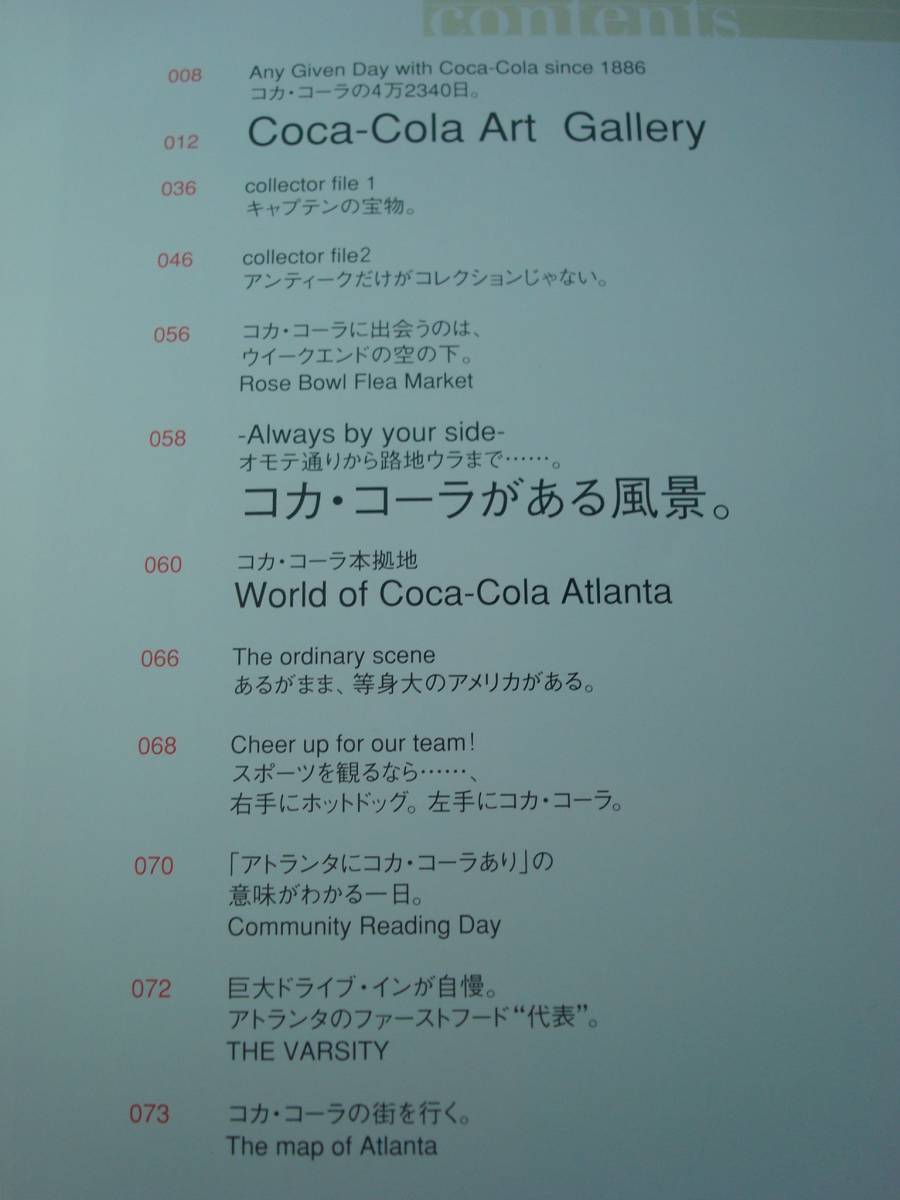 contents
008 Any Given Day with Coca-Cola since 1886
コカ・コーラの4万2340日。
012 Coca-Cola Art Gallery
036 collector file 1
キャプテンの宝物。
046 collector file2
アンティークだけがコレクションじゃない。
056 コカ・コーラに出会うのは、
ウイークエンドの空の下。
Rose Bowl Flea Market
058 -Always by your side-
オモテ通りから路地ウラまで……。
コカ・コーラがある風景。
060 コカ・コーラ本拠地
World of Coca-Cola Atlanta
066 The ordinary scene
あるがまま、等身大のアメリカがある。
068 Cheer up for our team!
スポーツを観るなら……、
右手にホットドッグ。左手にコカ・コーラ。
070 「アトランタにコカ・コーラあり」の
意味がわかる一日。
Community Reading Day
072 巨大ドライブ・インが自慢。
アトランタのファーストフード“代表”。
THE VARSITY
073 コカ・コーラの街を行く。
The map of Atlanta